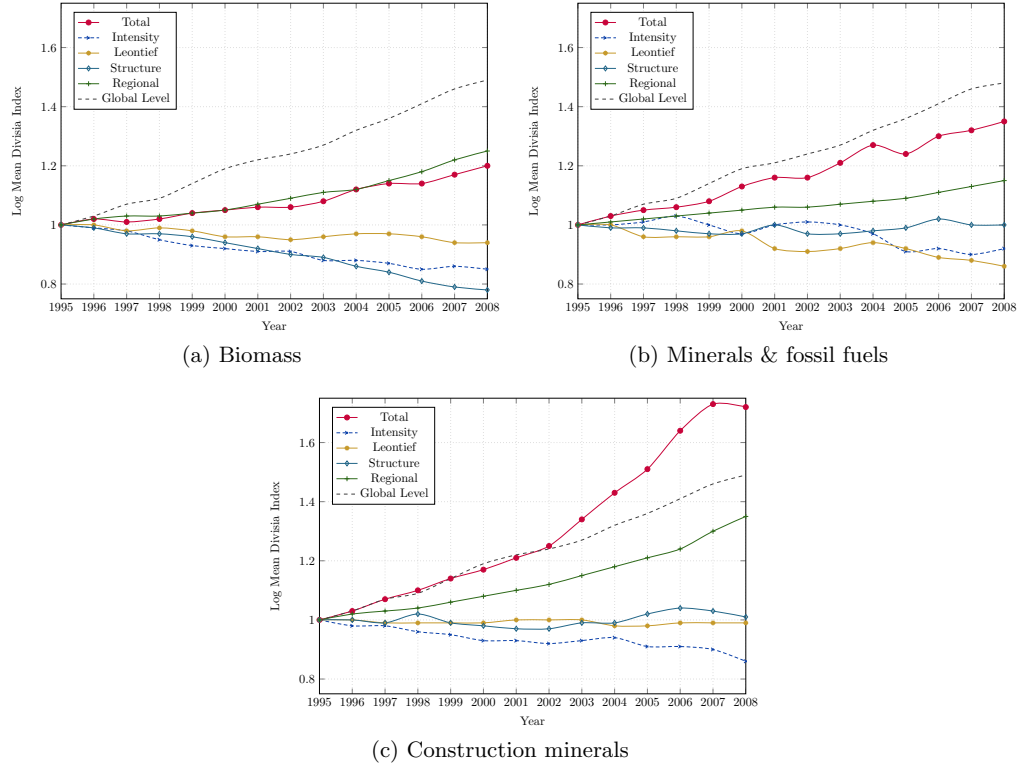 Total
Intensity
Leontief
Structure
Regional
Global Level
1.6
1.4
1.2
1
0.8
Log Mean Divisia Index
1995 1996 1997 1998 1999 2000 2001 2002 2003 2004 2005 2006 2007 2008
Year
(a) Biomass
Total
Intensity
Leontief
Structure
Regional
Global Level
1.6
1.4
1.2
1
0.8
Log Mean Divisia Index
1995 1996 1997 1998 1999 2000 2001 2002 2003 2004 2005 2006 2007 2008
Year
(b) Minerals & fossil fuels
Total
Intensity
Leontief
Structure
Regional
Global Level
1.6
1.4
1.2
1
0.8
Log Mean Divisia Index
1995 1996 1997 1998 1999 2000 2001 2002 2003 2004 2005 2006 2007 2008
Year
(c) Construction minerals